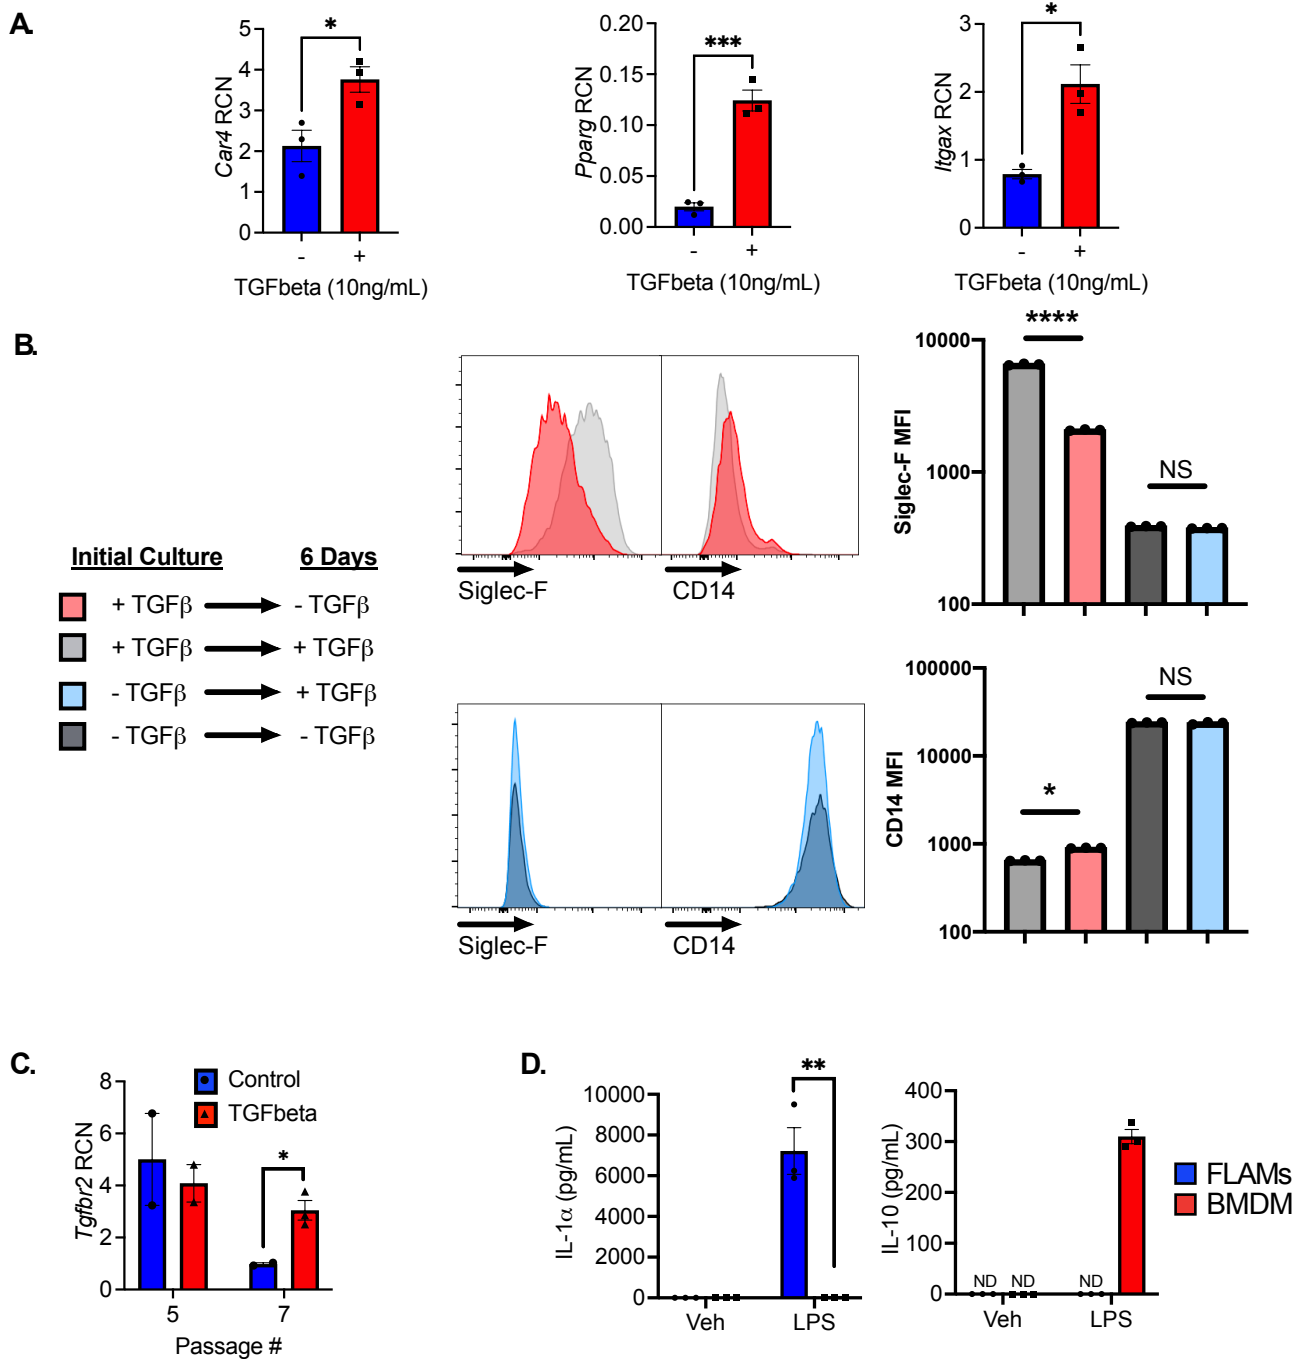 A.
Car4 RCN
5
4
3
2
1
0
*
- +
TGFbeta (10ng/mL)
Pparg RCN
0.20
0.15
0.10
0.05
0.00
***
- +
TGFbeta (10ng/mL)
Itgax RCN
3
2
1
0
*
- +
TGFbeta (10ng/mL)
B.
Initial Culture 6 Days
+ TGFβ - TGFβ
+ TGFβ + TGFβ
- TGFβ + TGFβ
- TGFβ - TGFβ
Siglec-F CD14
Siglec-F CD14
Siglec-F MFI
10000
1000
100
****
NS
CD14 MFI
100000
10000
1000
100
*
NS
C.
Tgfbr2 RCN
8
6
4
2
0
Control
TGFbeta
*
5 7
Passage #
D.
IL-1α (pg/mL)
10000
8000
6000
4000
2000
0
**
Veh LPS
IL-10 (pg/mL)
400
300
200
100
0
ND ND ND
Veh LPS
FLAMs
BMDM